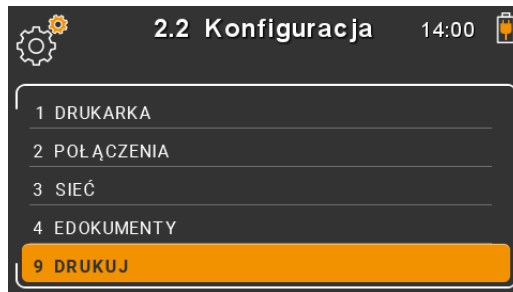 2.2 Konfiguracja 14:00
1 DRUKARKA
2 POŁĄCZENIA
3 SIEĆ
4 EDOKUMENTY
9 DRUKUJ